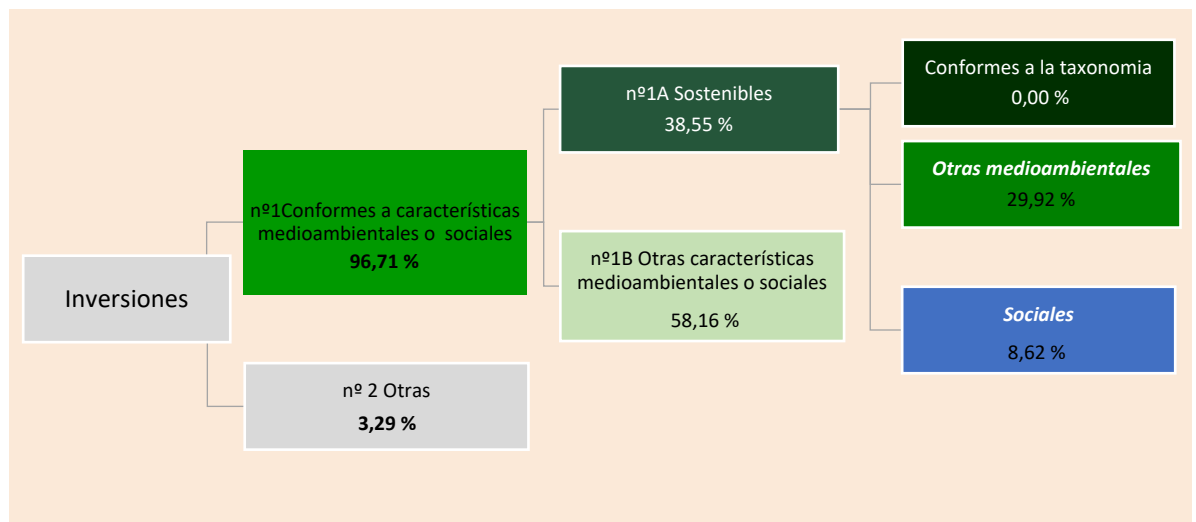 Inversiones
nº1Conformes a características
medioambientales o sociales
96,71 %
nº 2 Otras
3,29 %
nº1A Sostenibles
38,55 %
nº1B Otras características
medioambientales o sociales
58,16 %
Conformes a la taxonomia
0,00 %
Otras medioambientales
29,92 %
Sociales
8,62 %